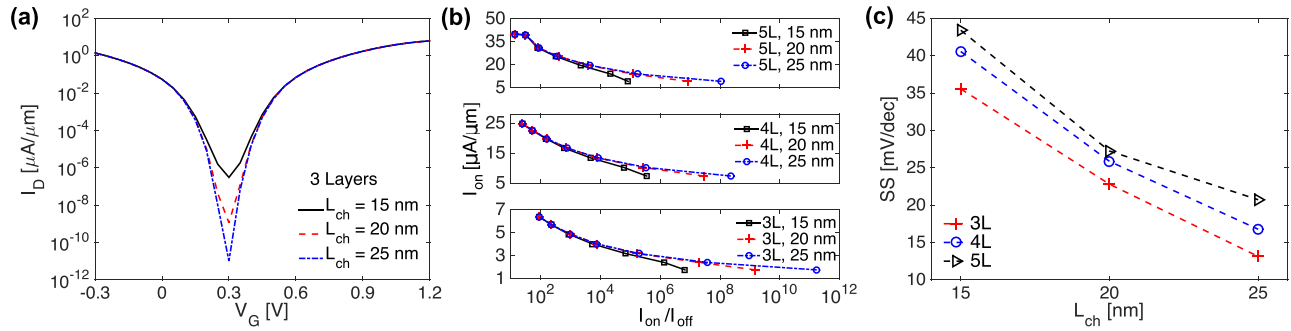 (a)
I_D [μA/μm]
10^2
10^0
10^-2
10^-4
10^-6
10^-8
10^-10
10^-12
3 Layers
L_ch = 15 nm
L_ch = 20 nm
L_ch = 25 nm
-0.3 0 0.3 0.6 0.9 1.2
V_G [V]
(b)
I_on [μA/μm]
50
35
20
5
5L, 15 nm
5L, 20 nm
5L, 25 nm
25
15
5
4L, 15 nm
4L, 20 nm
4L, 25 nm
7
5
3
1
3L, 15 nm
3L, 20 nm
3L, 25 nm
10^2 10^4 10^6 10^8 10^10 10^12
I_on/I_off
(c)
SS [mV/dec]
45
40
35
30
25
20
15
10
3L
4L
5L
15 20 25
L_ch [nm]